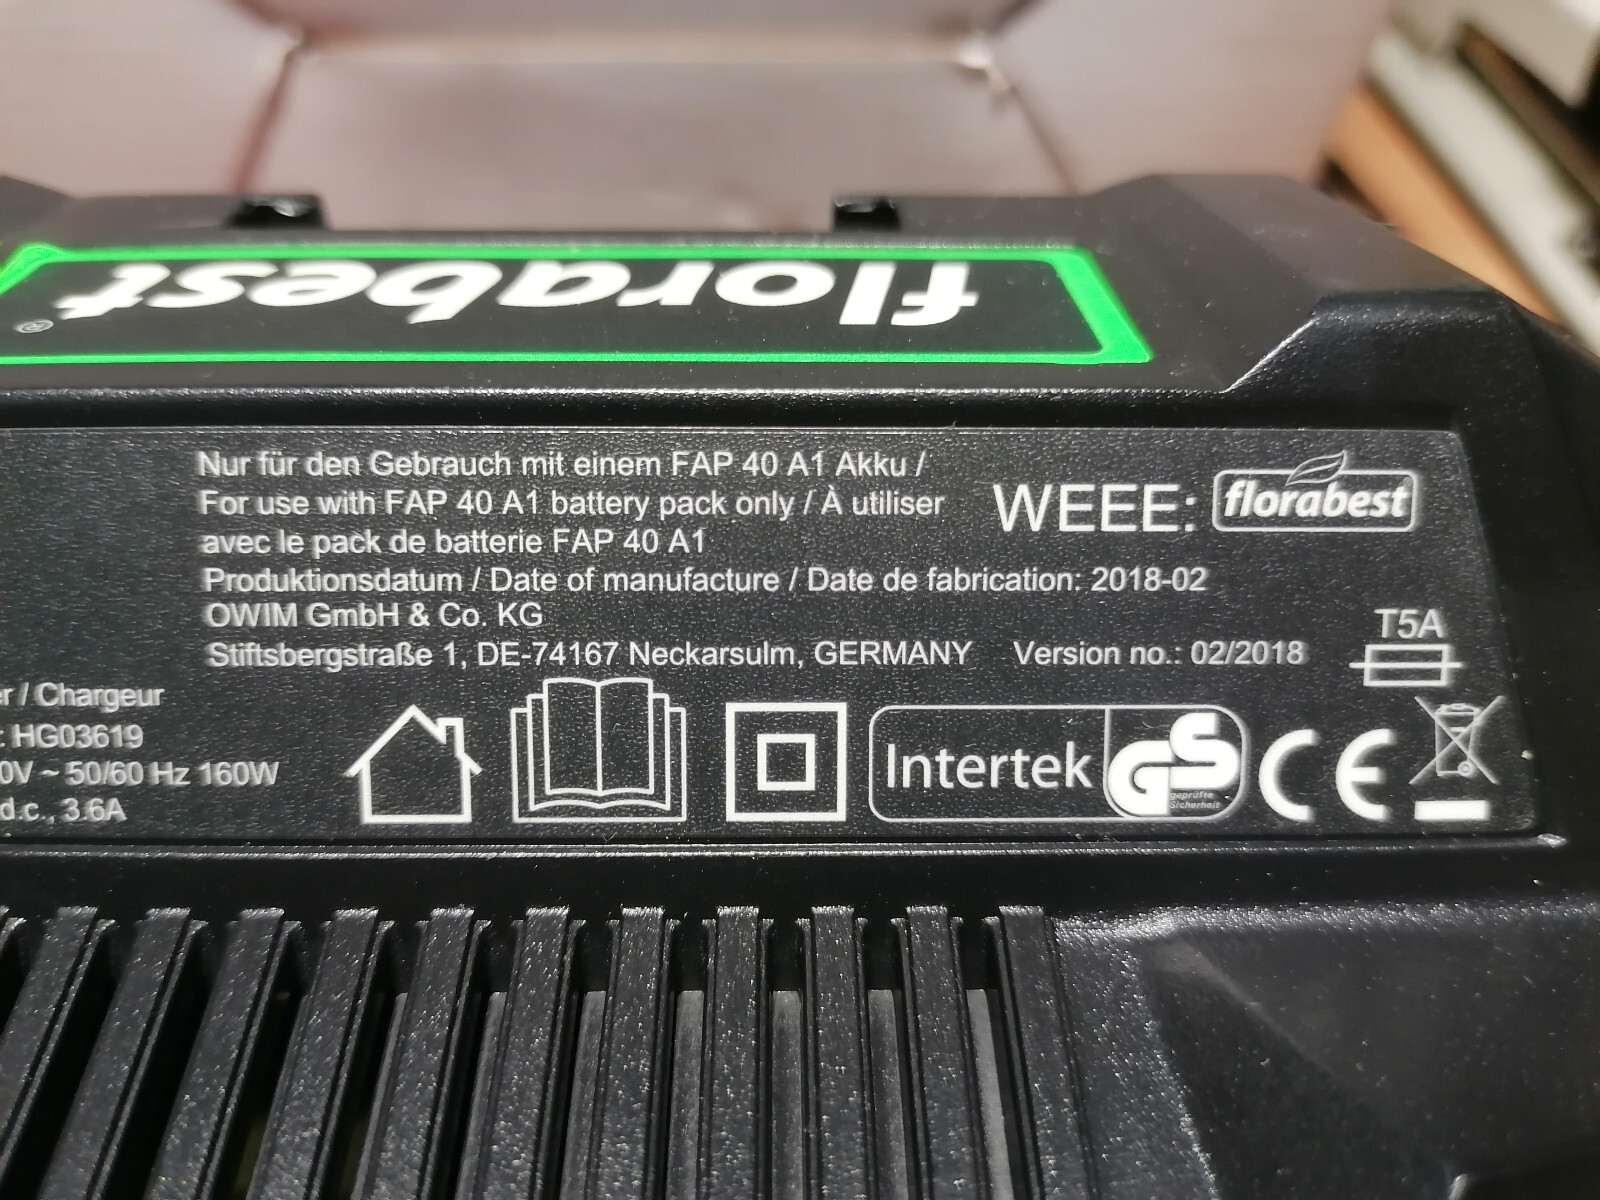 florabest®
Nur für den Gebrauch mit einem FAP 40 A1 Akku /
For use with FAP 40 A1 battery pack only / À utiliser
avec le pack de batterie FAP 40 A1
WEEE: florabest
Produktionsdatum / Date of manufacture / Date de fabrication: 2018-02
OWIM GmbH & Co. KG
Stiftsbergstraße 1, DE-74167 Neckarsulm, GERMANY Version no.: 02/2018
T5A
/ Chargeur
: HG03619
0V ~ 50/60 Hz 160W
d.c., 3.6A
Intertek GS
geprüfte
Sicherheit
CE